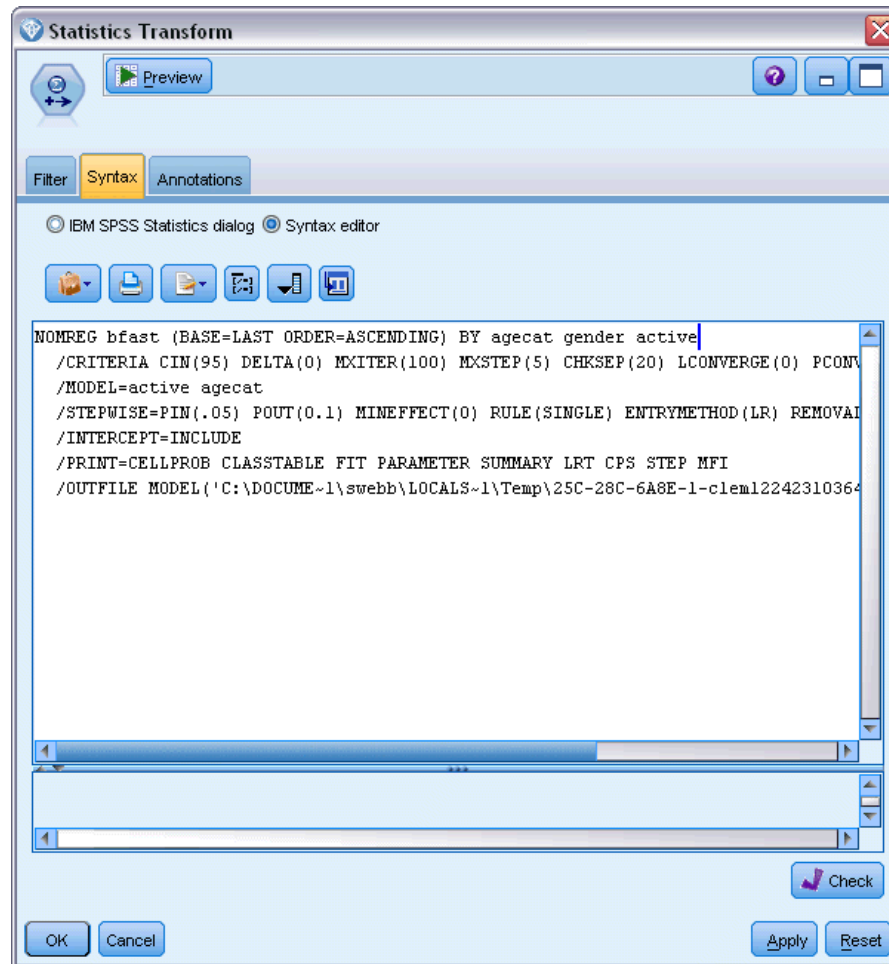 Statistics Transform
Preview
Filter Syntax Annotations
IBM SPSS Statistics dialog Syntax editor
NOMREG bfast (BASE=LAST ORDER=ASCENDING) BY agecat gender active
/CRITERIA CIN(95) DELTA(0) MXITER(100) MXSTEP(5) CHKSEP(20) LCONVERGE(0) PCONV
/MODEL=active agecat
/STEPWISE=PIN(.05) POUT(0.1) MINEFFECT(0) RULE(SINGLE) ENTRYMETHOD(LR) REMOVAL
/INTERCEPT=INCLUDE
/PRINT=CELLPROB CLASSTABLE FIT PARAMETER SUMMARY LRT CPS STEP MFI
/OUTFILE MODEL('C:\DOCUME~1\swebb\LOCALS~1\Temp\25C-28C-6A8E-1-clem12242310364
Check
OK Cancel Apply Reset